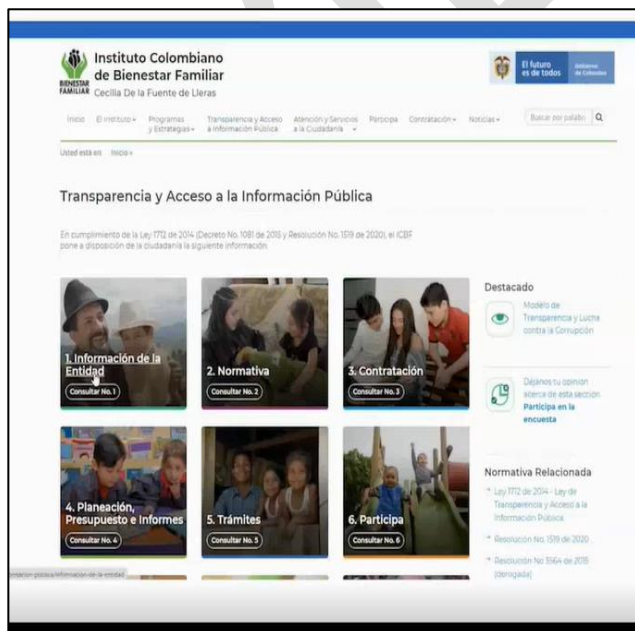 Instituto Colombiano
de Bienestar Familiar
Cecilia De la Fuente de Lleras
BIENESTAR
FAMILIAR
El futuro
es de todos
Gobierno
de Colombia
Inicio
El Instituto
Programas
y Estrategias
Transparencia y Acceso
a Información Pública
Atención y Servicios
a la Ciudadanía
Participa
Contratación
Noticias
Buscar por palabra
Usted está en: Inicio »
Transparencia y Acceso a la Información Pública
En cumplimiento de la Ley 1712 de 2014 (Decreto No. 1081 de 2015 y Resolución No. 1519 de 2020), el ICBF
pone a disposición de la ciudadanía la siguiente información
1. Información de la
Entidad
Consultar No. 1
2. Normativa
Consultar No. 2
3. Contratación
Consultar No. 3
4. Planeación,
Presupuesto e Informes
Consultar No. 4
5. Trámites
Consultar No. 5
6. Participa
Consultar No. 6
Destacado
Modelo de
Transparencia y Lucha
contra la Corrupción
Déjanos tu opinión
acerca de esta sección
Participa en la
encuesta
Normativa Relacionada
Ley 1712 de 2014 - Ley de
Transparencia y Acceso a la
Información Pública
Resolución No. 1519 de 2020
Resolución No 3564 de 2015
(derogada)